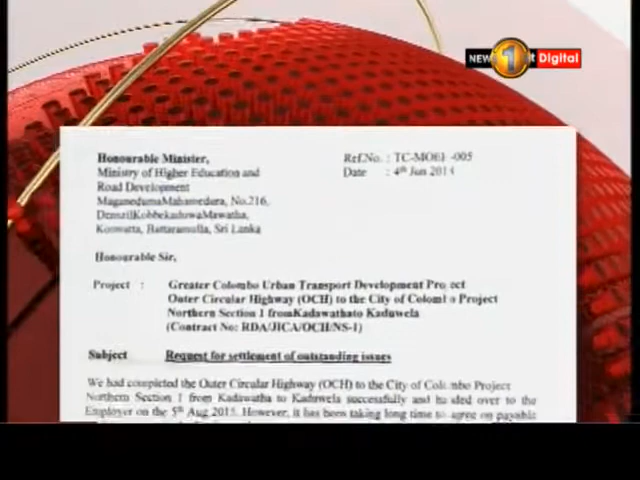 NEWS 1st Digital
Honourable Minister,
Ref.No. : TC-MO61 -005
Ministry of Higher Education and
Date : 4th Jun
Road Development
MaganedumaMahamedura, No.216,
DenzilKobbekaduwaMawatha,
Koswatta, Battaramulla, Sri Lanka
Honourable Sir,
Project : Greater Colombo Urban Transport Development Project
Outer Circular Highway (OCH) to the City of Colombo Project
Northern Section 1 fromKadawathato Kaduwela
(Contract No: RDA/JICA/OCH/NS-1)
Subject Request for settlement of outstanding issues
We had completed the Outer Circular Highway (OCH) to the City of Colombo Project
Northern Section 1 from Kadawatha to Kaduwela successfully and handed over to the
Employer on the 5th Aug 2015. However, it has been taking long time to agree on payable